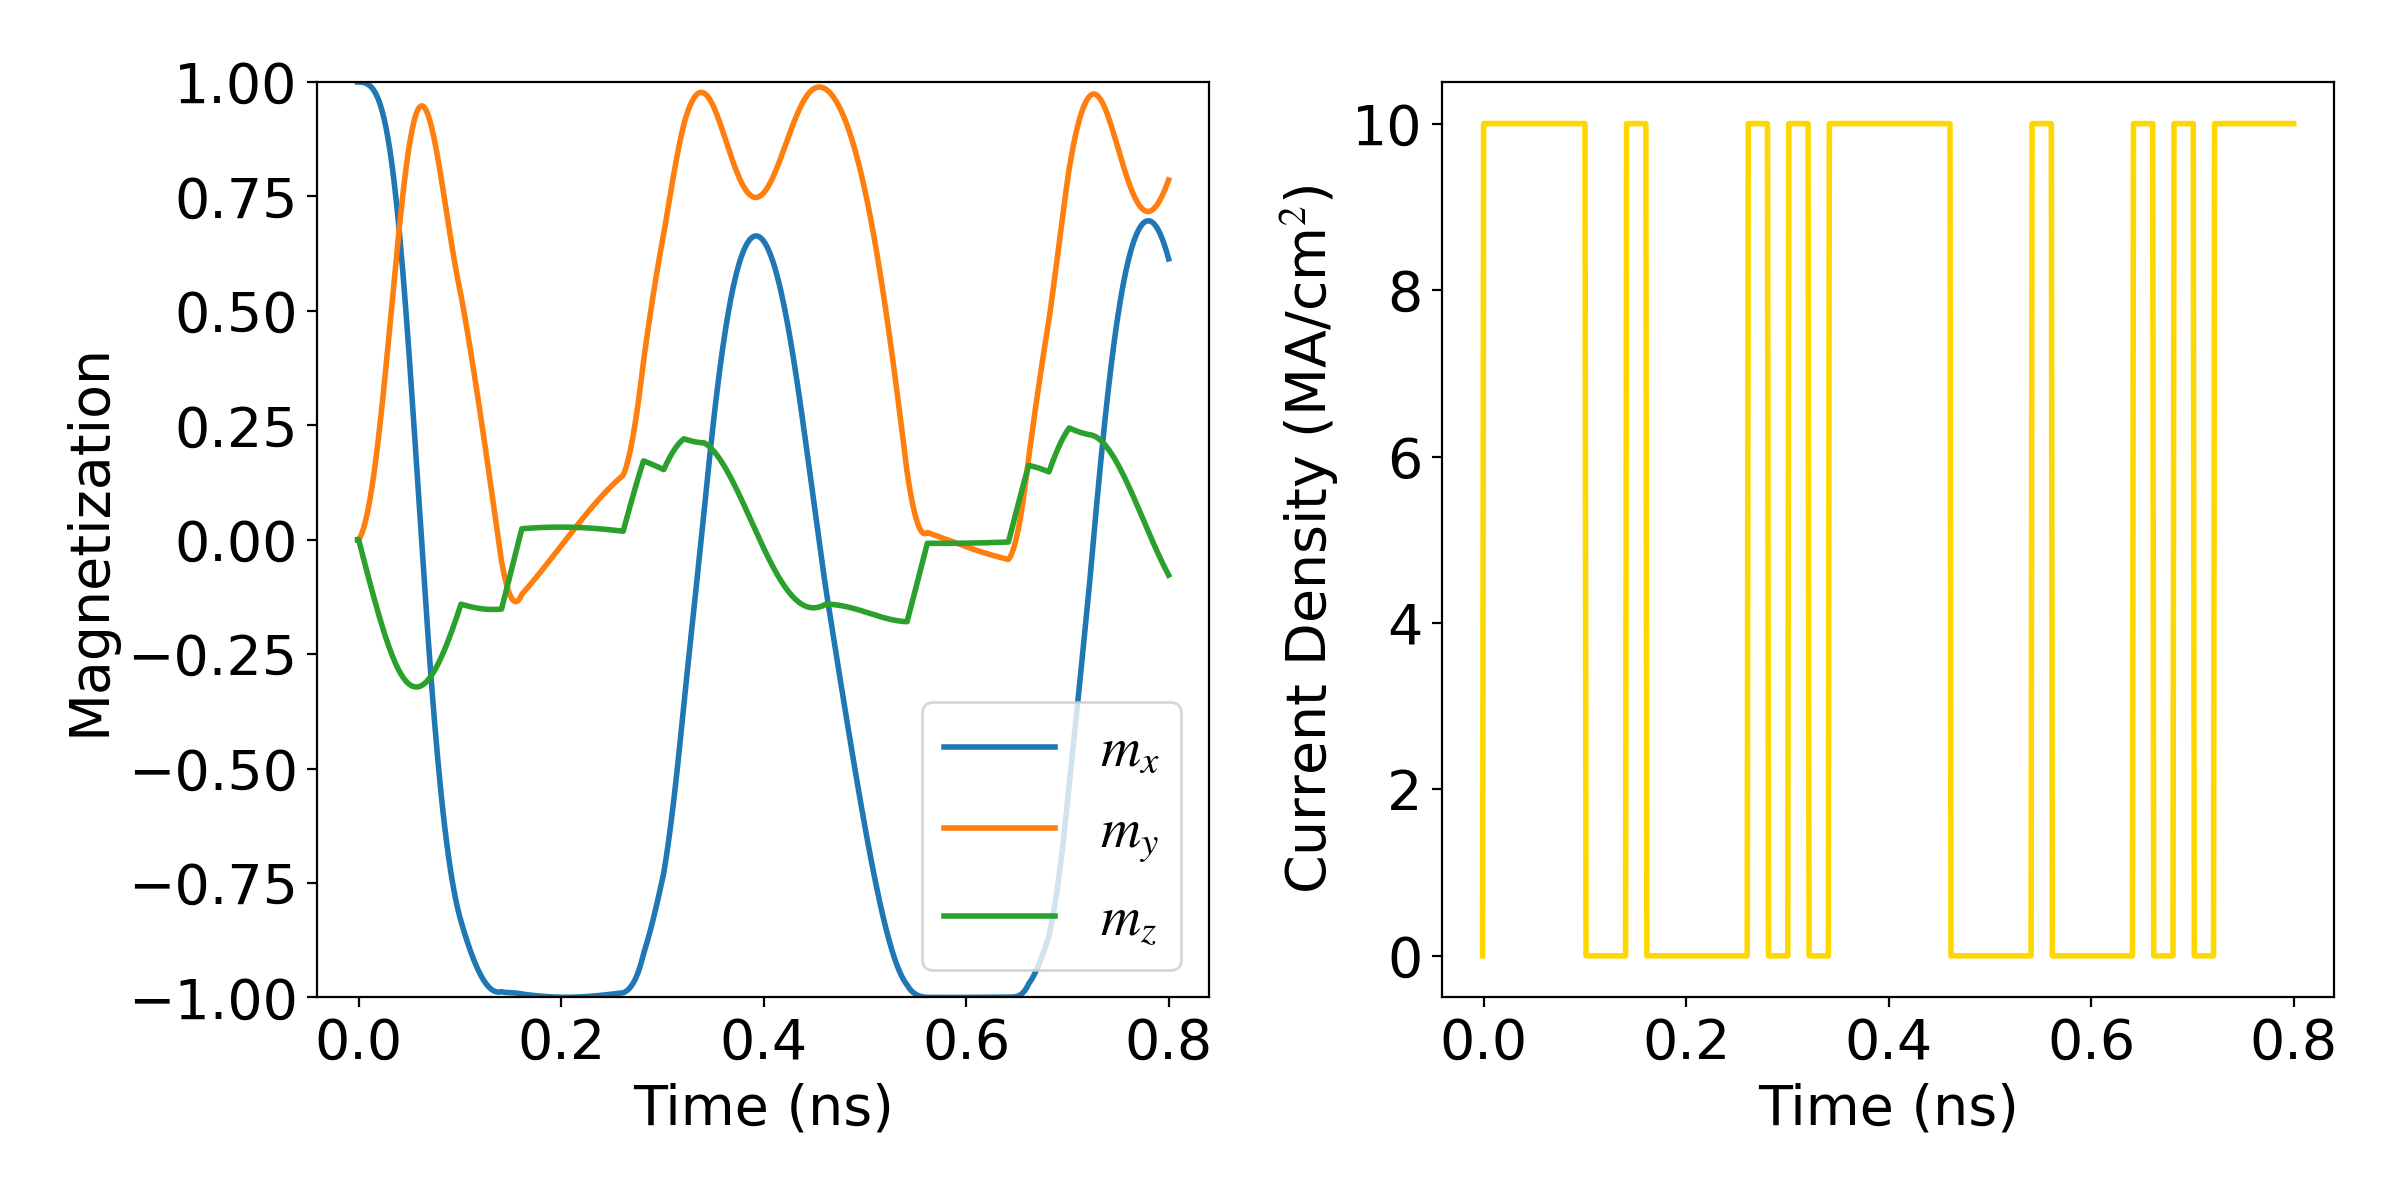 Magnetization
1.00
0.75
0.50
0.25
0.00
−0.25
−0.50
−0.75
−1.00
0.0 0.2 0.4 0.6 0.8
Time (ns)
m_x
m_y
m_z
Current Density (MA/cm²)
10
8
6
4
2
0
0.0 0.2 0.4 0.6 0.8
Time (ns)